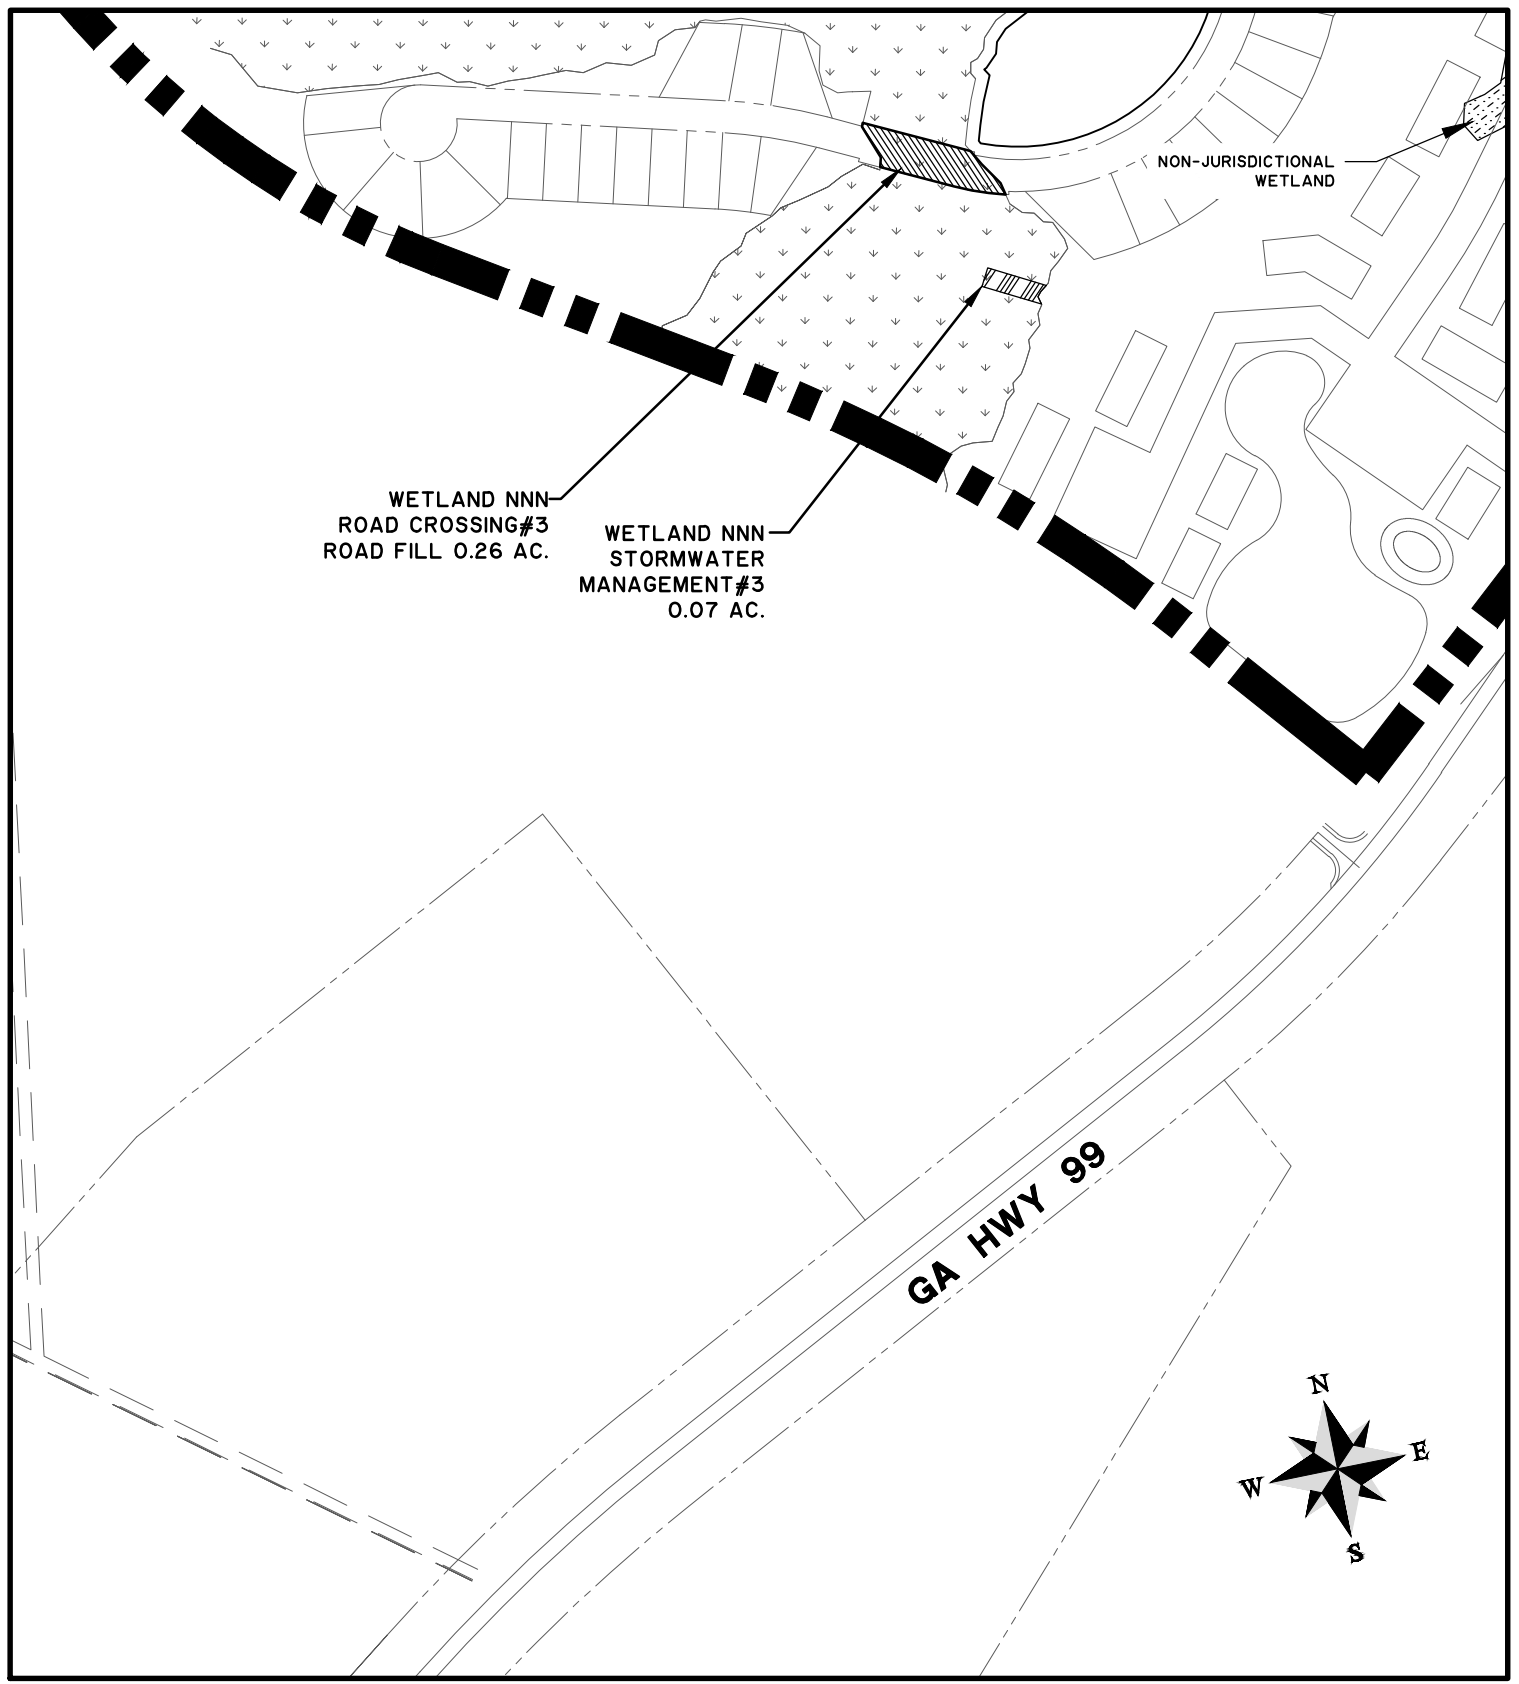 NON-JURISDICTIONAL
WETLAND
WETLAND NNN
ROAD CROSSING#3
ROAD FILL 0.26 AC.
WETLAND NNN
STORMWATER
MANAGEMENT#3
0.07 AC.
GA HWY 99
N
E
W
S